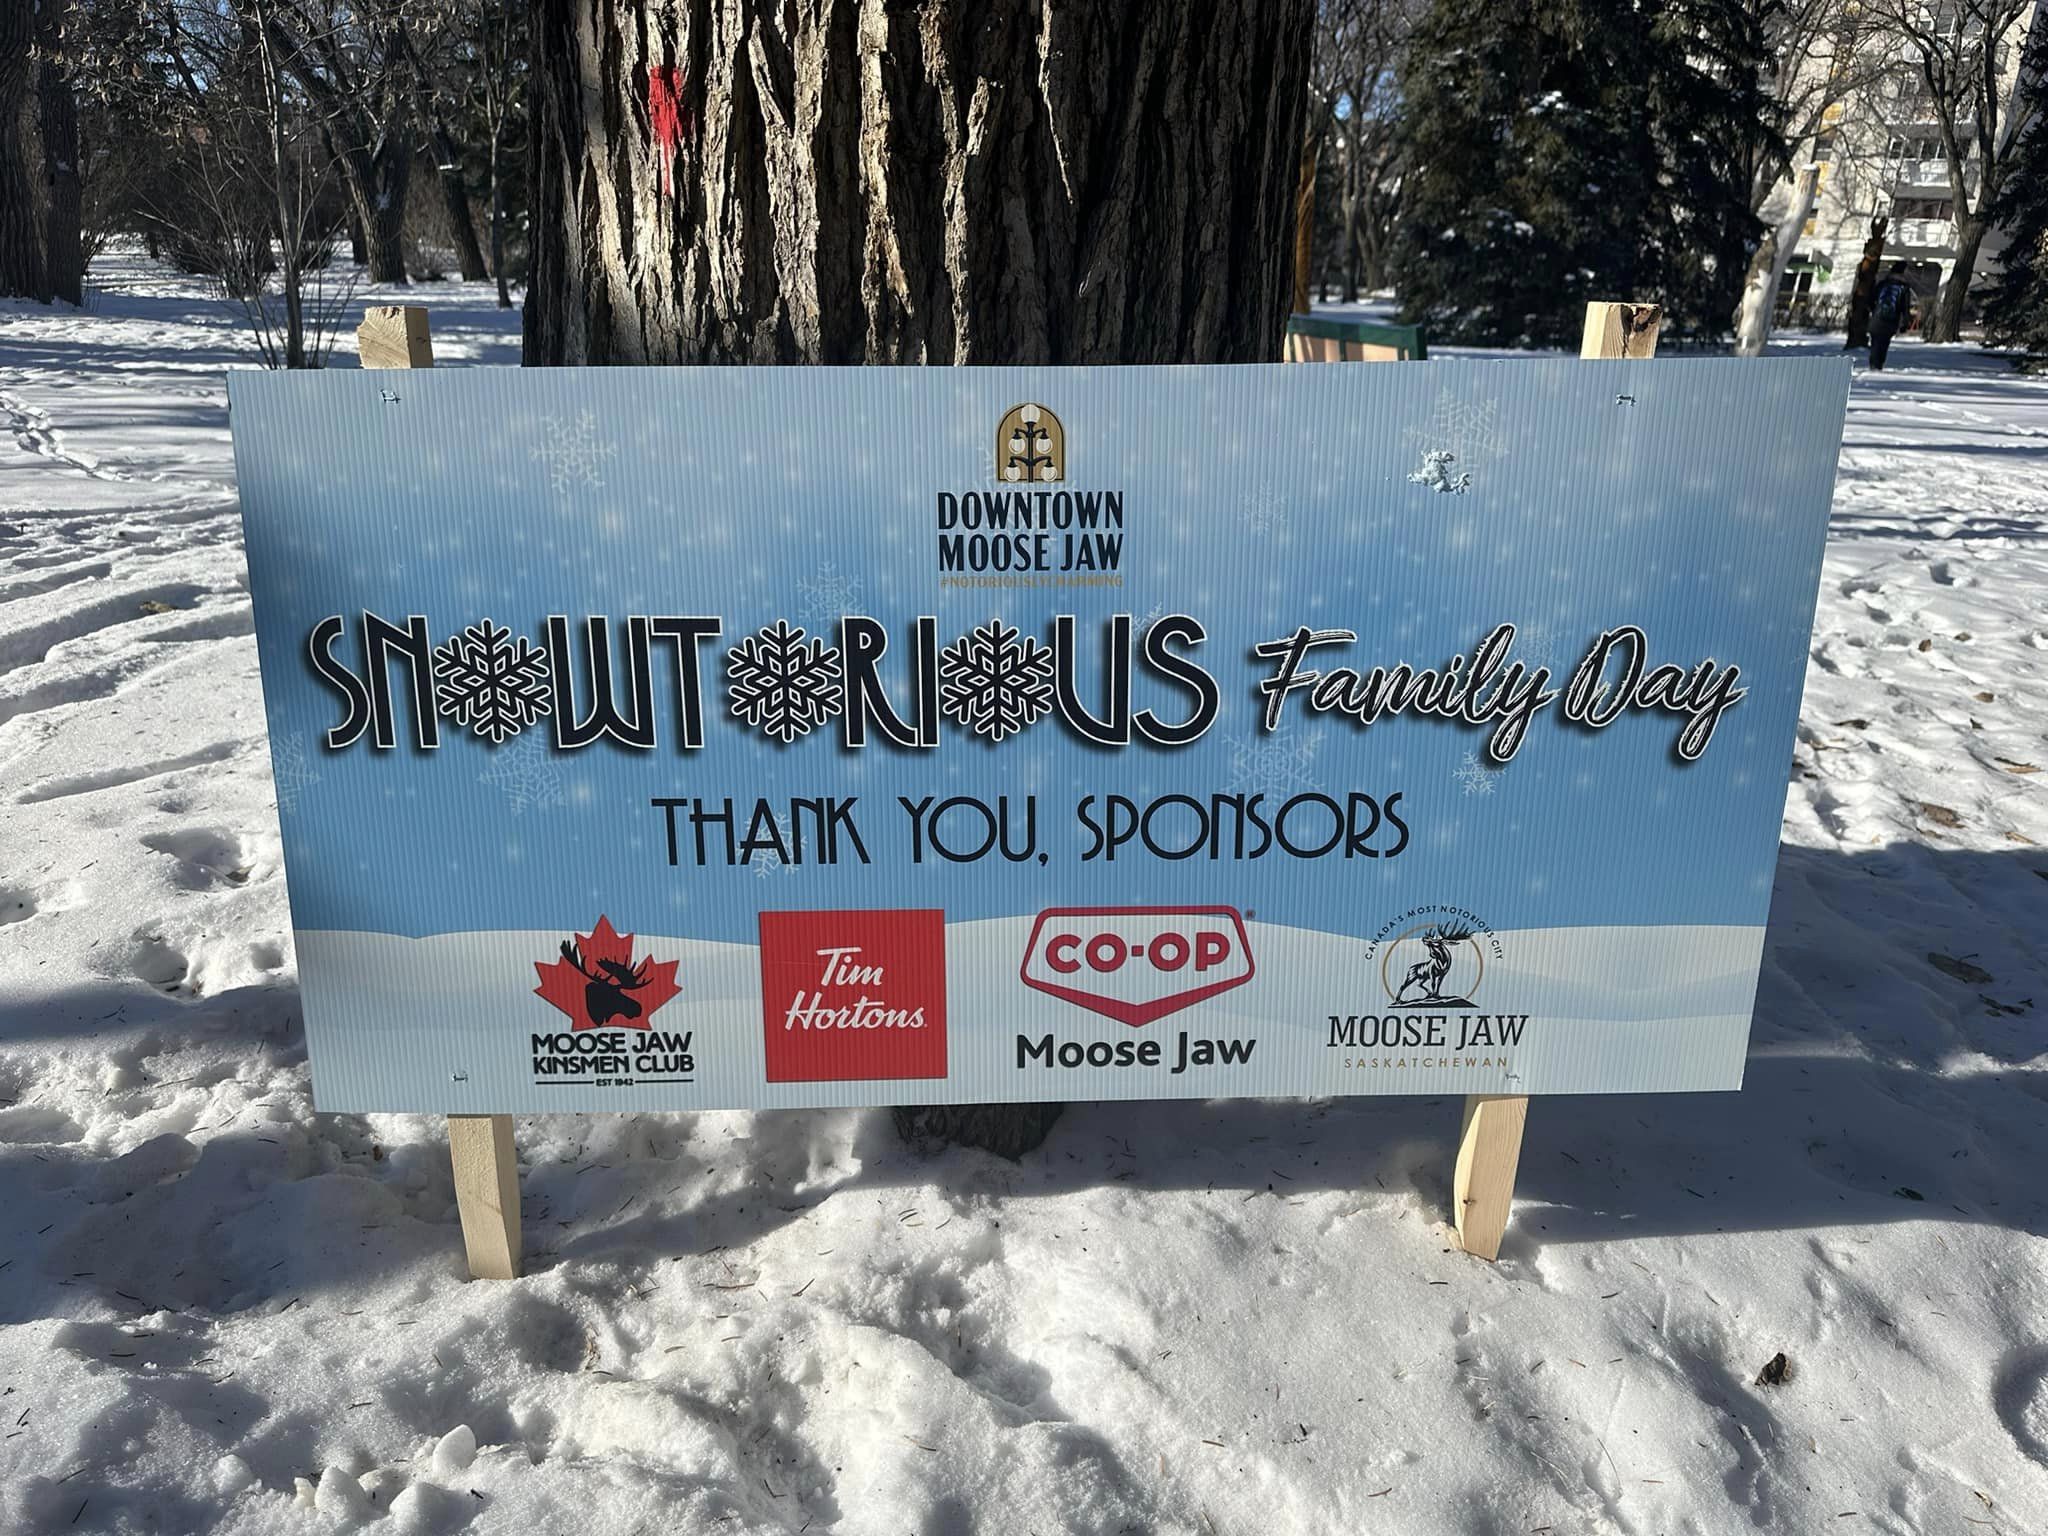 DOWNTOWN
MOOSE JAW
#NOTORIOUSLYCHARMING
SNOWTORIOUS Family Day
THANK YOU, SPONSORS
MOOSE JAW
KINSMEN CLUB
EST 1942
Tim
Hortons
CO-OP
Moose Jaw
CANADA'S MOST NOTORIOUS CITY
MOOSE JAW
SASKATCHEWAN